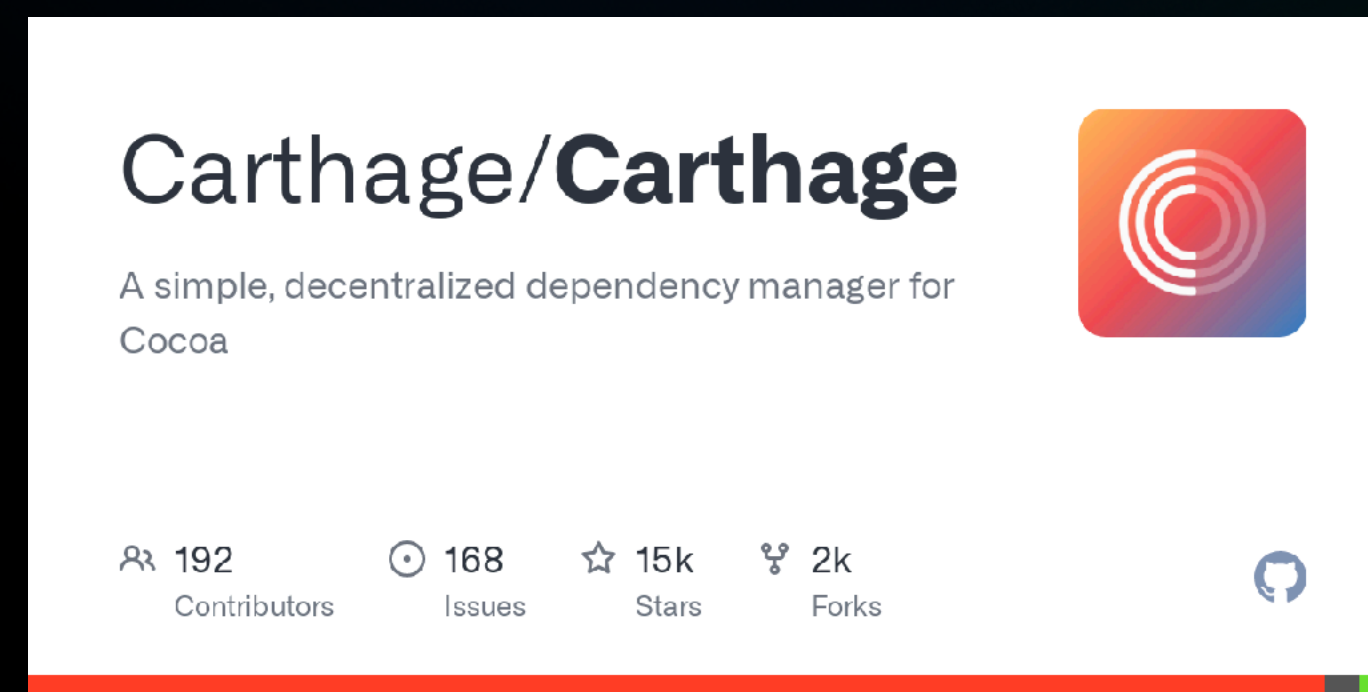 Carthage/Carthage
A simple, decentralized dependency manager for
Cocoa
192
Contributors
168
Issues
15k
Stars
2k
Forks